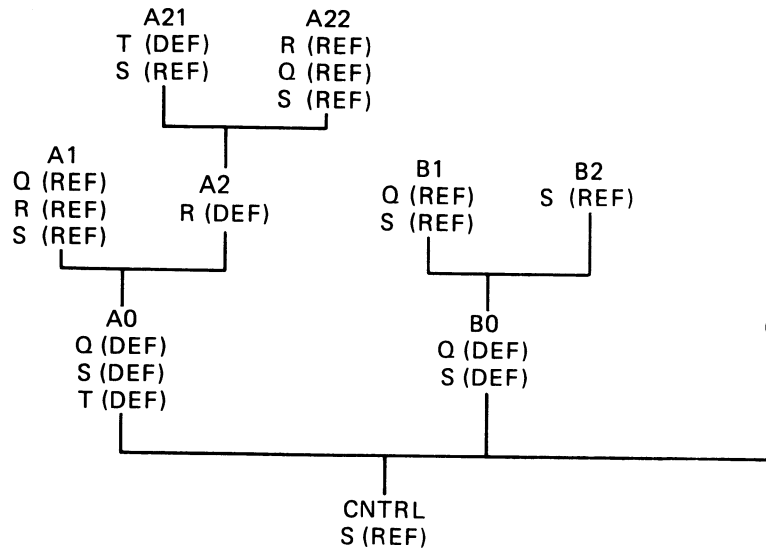 A21
T (DEF)
S (REF)
A22
R (REF)
Q (REF)
S (REF)
A1
Q (REF)
R (REF)
S (REF)
A2
R (DEF)
B1
Q (REF)
S (REF)
B2
S (REF)
A0
Q (DEF)
S (DEF)
T (DEF)
B0
Q (DEF)
S (DEF)
CNTRL
S (REF)